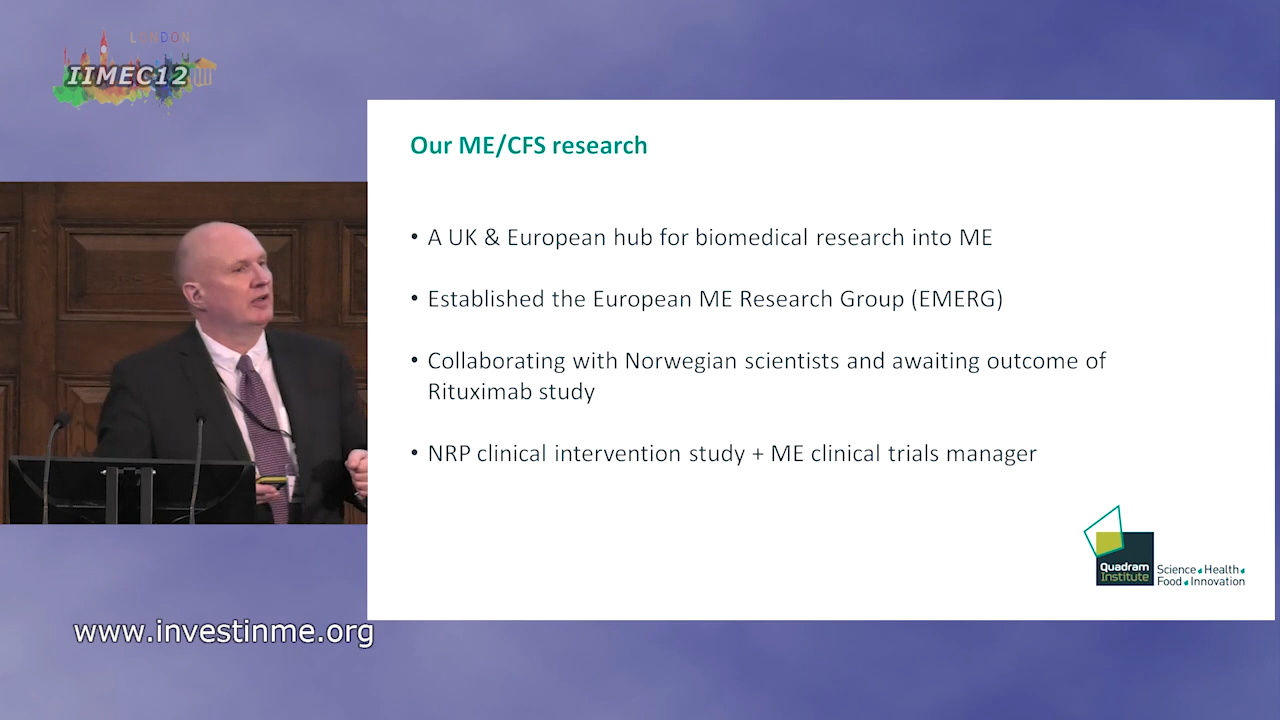 LONDON
IIMEC12
Our ME/CFS research
• A UK & European hub for biomedical research into ME
• Established the European ME Research Group (EMERG)
• Collaborating with Norwegian scientists and awaiting outcome of
Rituximab study
• NRP clinical intervention study + ME clinical trials manager
Quadram
Institute
Science Health
Food Innovation
www.investinme.org